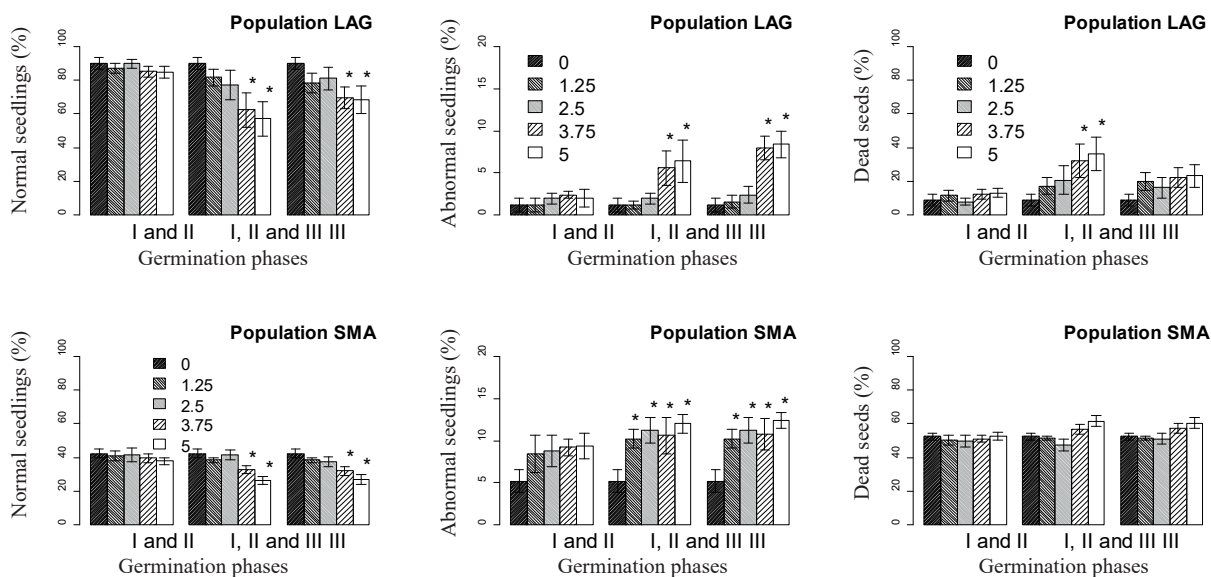 Population LAG
Normal seedlings (%)
100
80
60
40
20
0
* * * *
I and II I, II and III III
Germination phases
Population LAG
Abnormal seedlings (%)
20
15
10
5
0
0
1.25
2.5
3.75
5
* * * *
I and II I, II and III III
Germination phases
Population LAG
Dead seeds (%)
100
80
60
40
20
0
0
1.25
2.5
3.75
5
* *
I and II I, II and III III
Germination phases
Population SMA
Normal seedlings (%)
100
80
60
40
20
0
0
1.25
2.5
3.75
5
* * * *
I and II I, II and III III
Germination phases
Population SMA
Abnormal seedlings (%)
20
15
10
5
0
* * * * * * * *
I and II I, II and III III
Germination phases
Population SMA
Dead seeds (%)
100
80
60
40
20
0
I and II I, II and III III
Germination phases